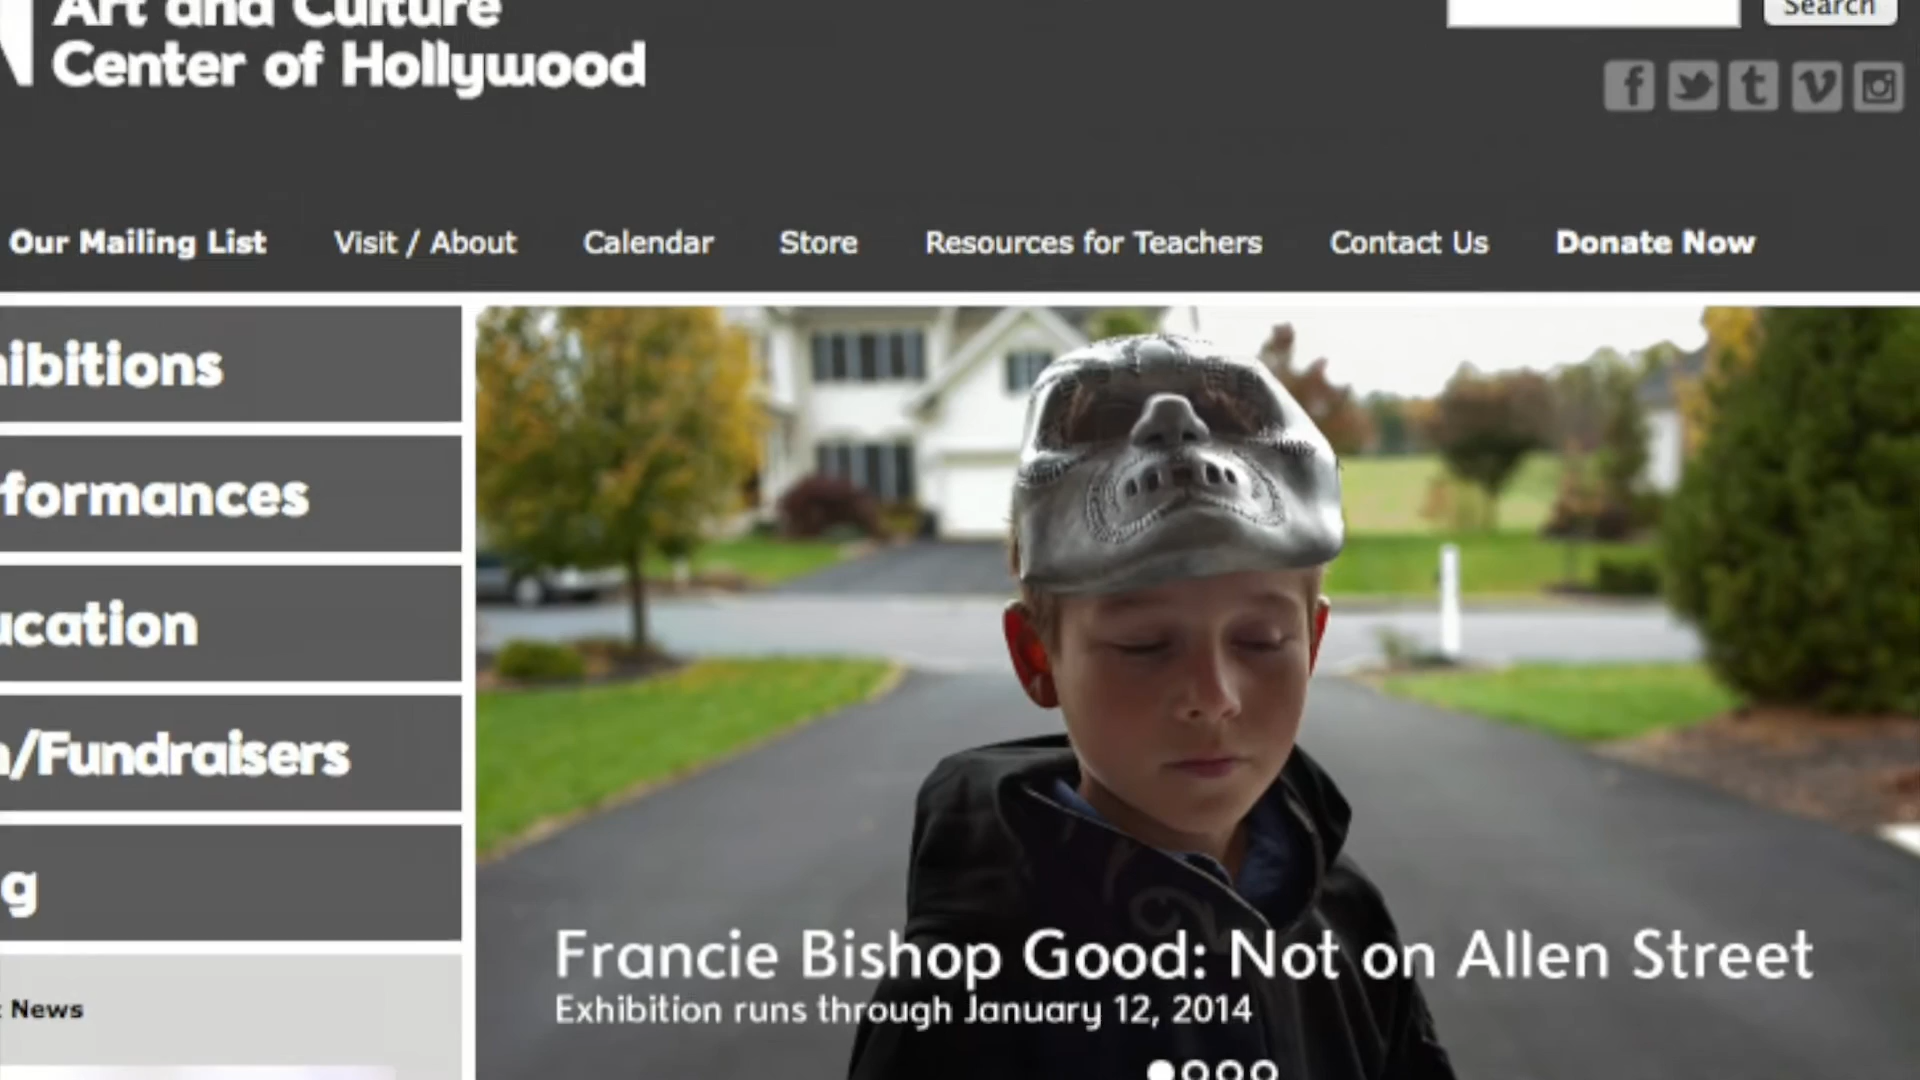 Art and Culture
Center of Hollywood
Search
Our Mailing List
Visit / About
Calendar
Store
Resources for Teachers
Contact Us
Donate Now
hibitions
formances
ucation
n/Fundraisers
g
News
Francie Bishop Good: Not on Allen Street
Exhibition runs through January 12, 2014